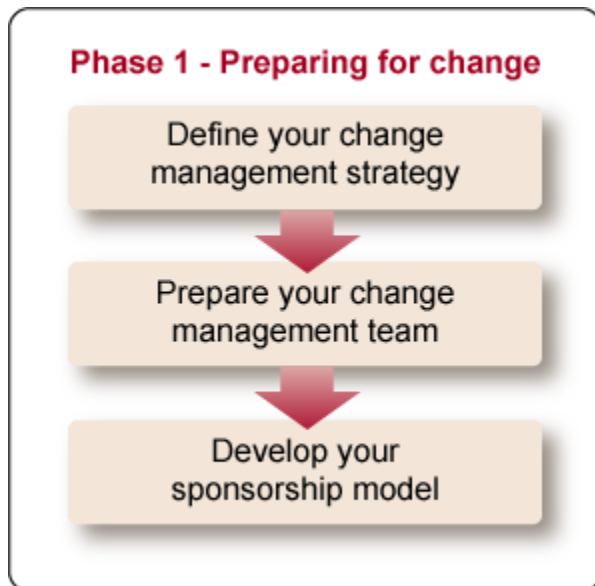 Phase 1 - Preparing for change
Define your change
management strategy
Prepare your change
management team
Develop your
sponsorship model